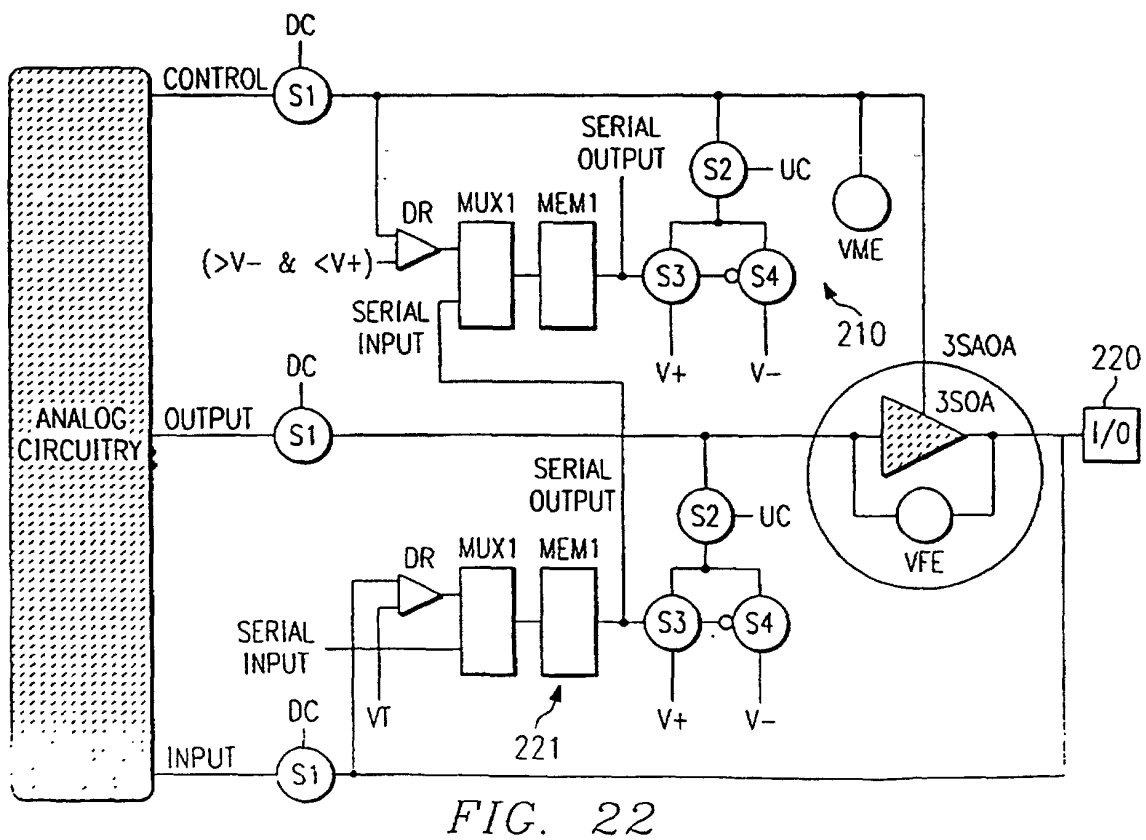 DC
CONTROL
S1
SERIAL
OUTPUT
S2
UC
MUX1
MEM1
DR
VME
(>V- & <V+)
S3
S4
SERIAL
INPUT
210
V+
V-
3SAOA
220
DC
3SOA
ANALOG
CIRCUITRY
OUTPUT
S1
I/O
SERIAL
OUTPUT
S2
UC
VFE
DR
MUX1
MEM1
SERIAL
INPUT
S3
S4
VT
V+
V-
221
DC
INPUT
S1
FIG. 22